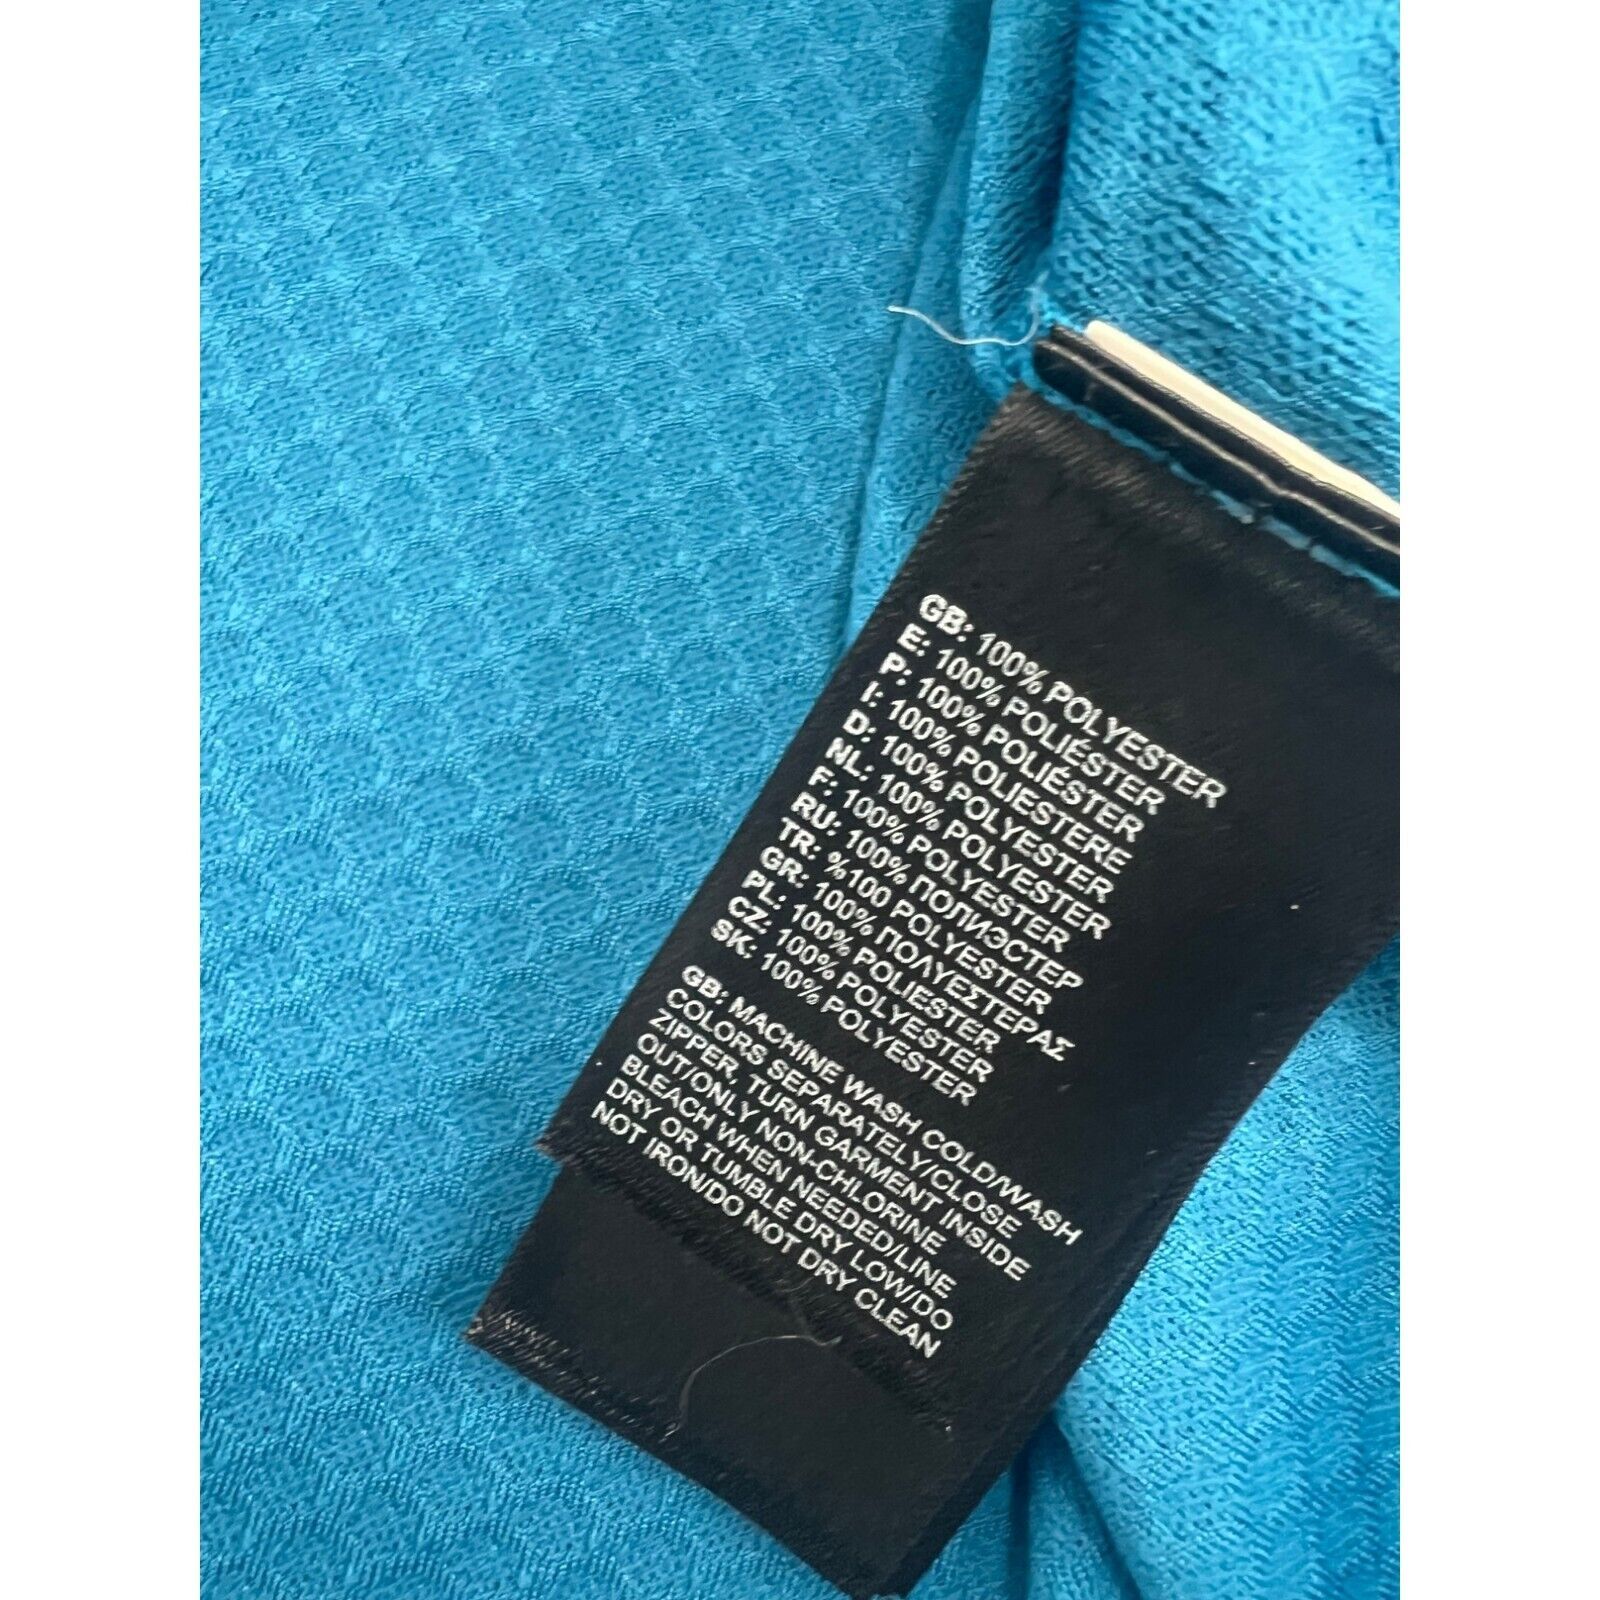 GB: 100% POLYESTER
E: 100% POLIÉSTER
P: 100% POLIÉSTER
I: 100% POLIESTERE
D: 100% POLYESTER
NL: 100% POLYESTER
F: 100% POLYESTER
RU: 100% ПОЛИЭСТЕР
TR: %100 POLYESTER
GR: 100% ΠΟΛΥΕΣΤΕΡΑΣ
PL: 100% POLIESTER
CZ: 100% POLYESTER
SK: 100% POLYESTER
GB: MACHINE WASH COLD/WASH
COLORS SEPARATELY/CLOSE
ZIPPER, TURN GARMENT INSIDE
OUT/ONLY NON-CHLORINE
BLEACH WHEN NEEDED/LINE
DRY OR TUMBLE DRY LOW/DO
NOT IRON/DO NOT DRY CLEAN